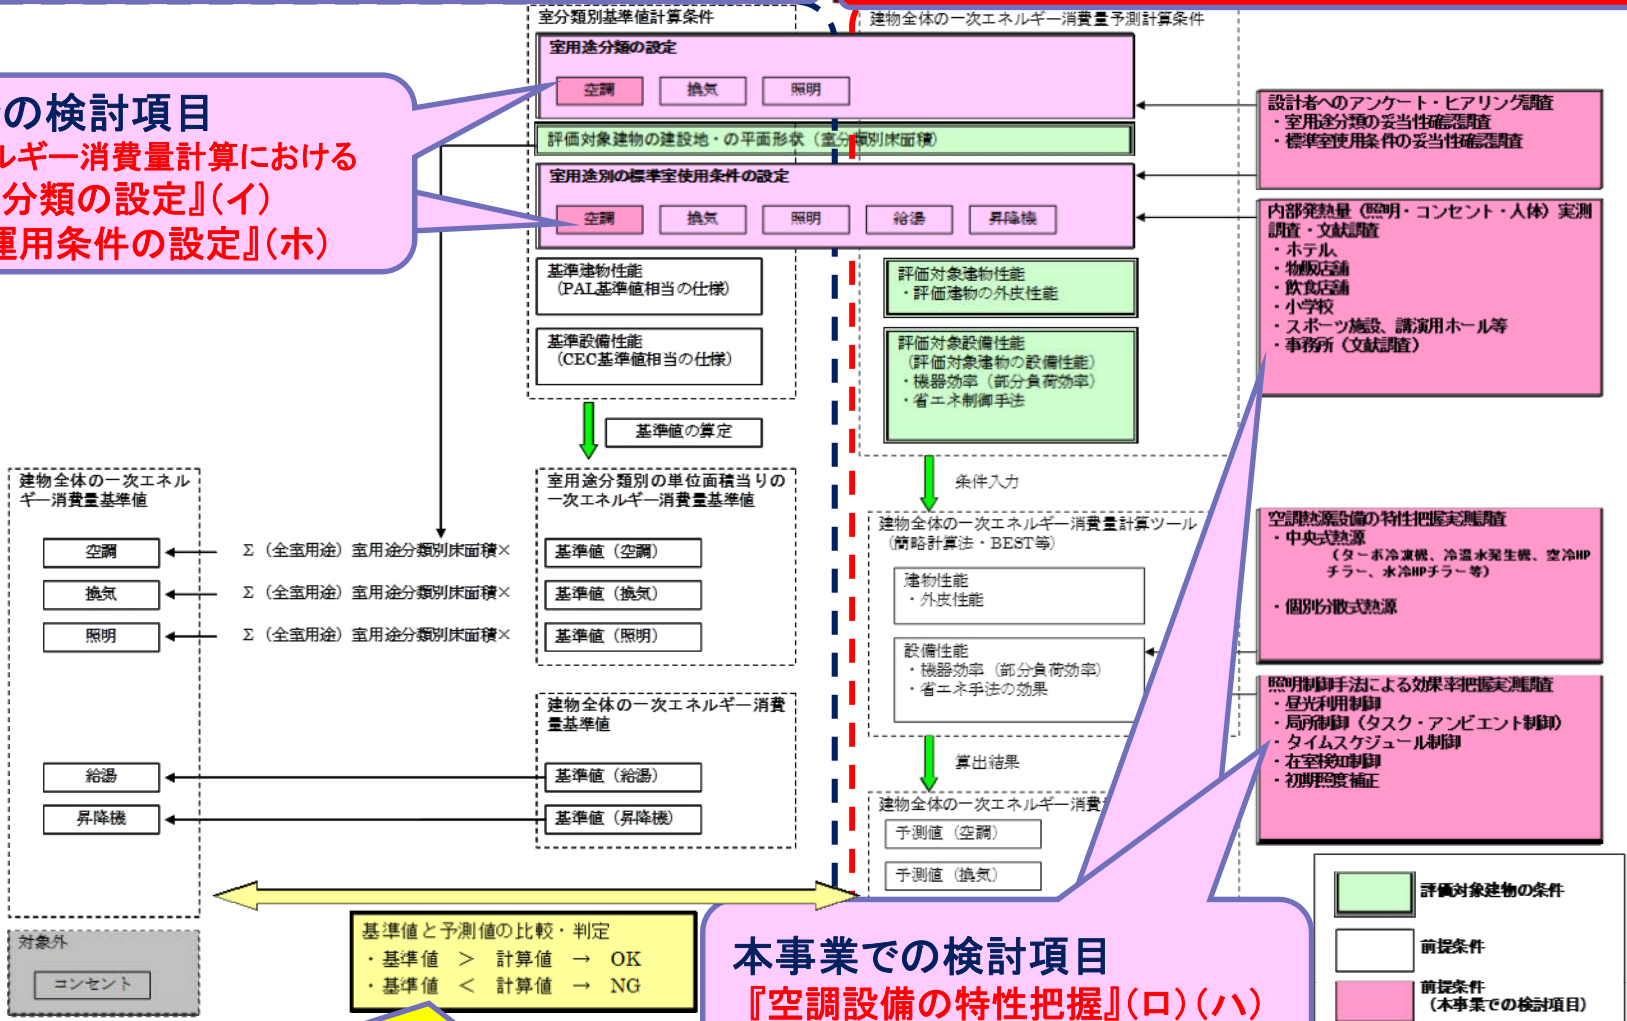 室分類別基準値計算条件
建物全体の一次エネルギー消費量予測計算条件
室用途分類の設定
空調
換気
照明
の検討項目
ルギー消費量計算における
分類の設定』(イ)
運用条件の設定』(ホ)
評価対象建物の建設地・の平面形状（室分類別床面積）
室用途別の標準室使用条件の設定
空調
換気
照明
給湯
昇降機
設計者へのアンケート・ヒアリング調査
・室用途分類の妥当性確認調査
・標準室使用条件の妥当性確認調査
内部発熱量（照明・コンセント・人体）実測
調査・文献調査
・ホテル
・物販店舗
・飲食店舗
・小学校
・スポーツ施設、講演用ホール等
・事務所（文献調査）
基準建物性能
（PAL基準値相当の仕様）
基準設備性能
（CEC基準値相当の仕様）
評価対象建物性能
・評価建物の外皮性能
評価対象設備性能
（評価対象建物の設備性能）
・機器効率（部分負荷効率）
・省エネ制御手法
基準値の算定
条件入力
建物全体の一次エネル
ギー消費量基準値
空調
換気
照明
給湯
昇降機
Σ（全室用途）室用途分類別床面積×
Σ（全室用途）室用途分類別床面積×
Σ（全室用途）室用途分類別床面積×
室用途分類別の単位面積当りの
一次エネルギー消費量基準値
基準値（空調）
基準値（換気）
基準値（照明）
建物全体の一次エネルギー消費
量基準値
基準値（給湯）
基準値（昇降機）
建物全体の一次エネルギー消費量計算ツール
（簡略計算法・BEST等）
建物性能
・外皮性能
設備性能
・機器効率（部分負荷効率）
・省エネ手法の効果
算出結果
建物全体の一次エネルギー消費
予測値（空調）
予測値（換気）
空調熱源設備の特性把握実測調査
・中央式熱源
（ターボ冷凍機、冷温水発生機、空冷HP
チラー、水冷HPチラー等）
・個別分散式熱源
照明制御手法による効果率把握実測調査
・昼光利用制御
・局所制御（タスク・アンビエント制御）
・タイムスケジュール制御
・在室検知制御
・初期照度補正
対象外
コンセント
基準値と予測値の比較・判定
・基準値 ＞ 計算値 → OK
・基準値 ＜ 計算値 → NG
本事業での検討項目
『空調設備の特性把握』(ロ)(ハ)
評価対象建物の条件
前提条件
前提条件
（本事業での検討項目）